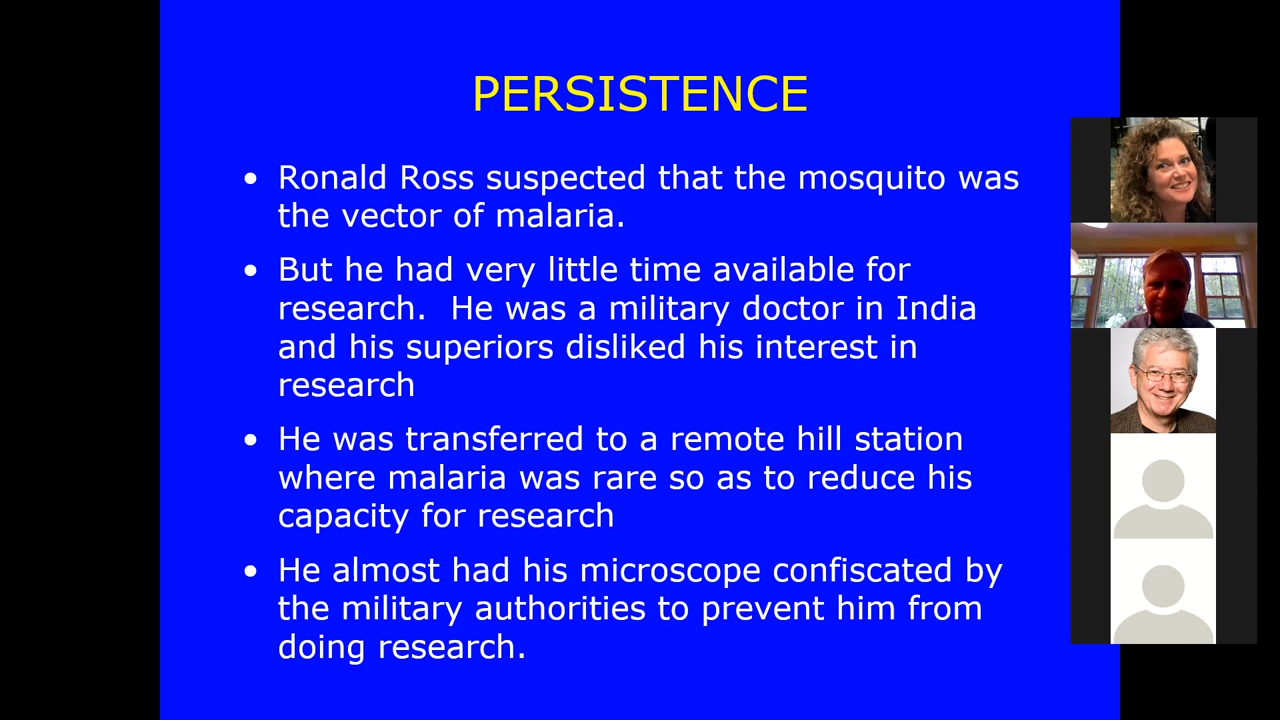 PERSISTENCE
• Ronald Ross suspected that the mosquito was
the vector of malaria.
• But he had very little time available for
research.  He was a military doctor in India
and his superiors disliked his interest in
research
• He was transferred to a remote hill station
where malaria was rare so as to reduce his
capacity for research
• He almost had his microscope confiscated by
the military authorities to prevent him from
doing research.